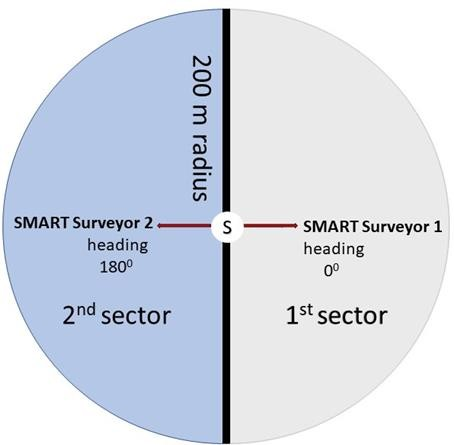 200 m radius
S
SMART Surveyor 2
heading
180⁰
2ⁿᵈ sector
SMART Surveyor 1
heading
0⁰
1ˢᵗ sector